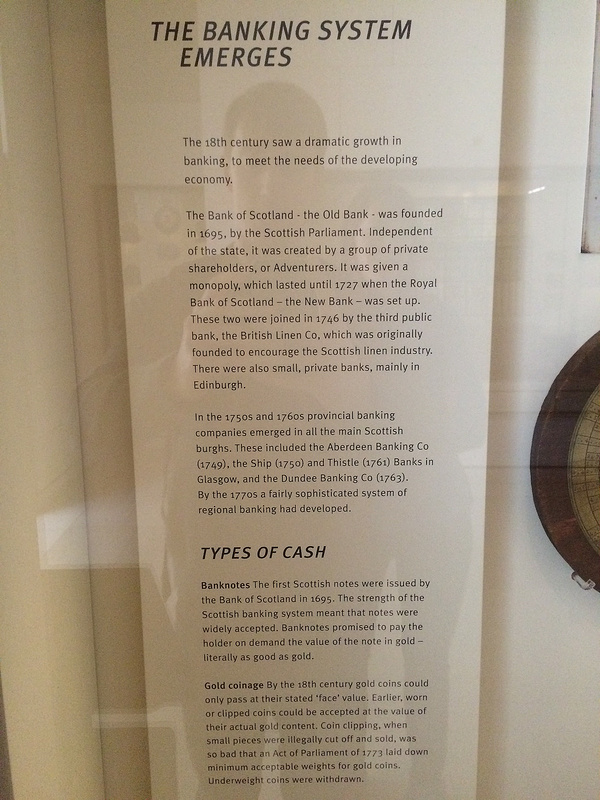 THE BANKING SYSTEM
EMERGES
The 18th century saw a dramatic growth in
banking, to meet the needs of the developing
economy.
The Bank of Scotland - the Old Bank - was founded
in 1695, by the Scottish Parliament. Independent
of the state, it was created by a group of private
shareholders, or Adventurers. It was given a
monopoly, which lasted until 1727 when the Royal
Bank of Scotland – the New Bank – was set up.
These two were joined in 1746 by the third public
bank, the British Linen Co, which was originally
founded to encourage the Scottish linen industry.
There were also small, private banks, mainly in
Edinburgh.
In the 1750s and 1760s provincial banking
companies emerged in all the main Scottish
burghs. These included the Aberdeen Banking Co
(1749), the Ship (1750) and Thistle (1761) Banks in
Glasgow, and the Dundee Banking Co (1763).
By the 1770s a fairly sophisticated system of
regional banking had developed.
TYPES OF CASH
Banknotes The first Scottish notes were issued by
the Bank of Scotland in 1695. The strength of the
Scottish banking system meant that notes were
widely accepted. Banknotes promised to pay the
holder on demand the value of the note in gold –
literally as good as gold.
Gold coinage By the 18th century gold coins could
only pass at their stated 'face' value. Earlier, worn
or clipped coins could be accepted at the value of
their actual gold content. Coin clipping, when
small pieces were illegally cut off and sold, was
so bad that an Act of Parliament of 1773 laid down
minimum acceptable weights for gold coins.
Underweight coins were withdrawn.